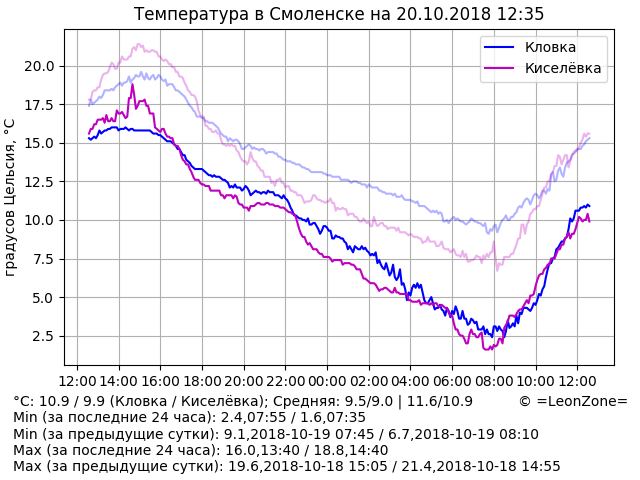 Температура в Смоленске на 20.10.2018 12:35
Кловка
Киселёвка
градусов Цельсия, °C
20.0
17.5
15.0
12.5
10.0
7.5
5.0
2.5
12:00 14:00 16:00 18:00 20:00 22:00 00:00 02:00 04:00 06:00 08:00 10:00 12:00
°C: 10.9 / 9.9 (Кловка / Киселёвка); Средняя: 9.5/9.0 | 11.6/10.9 © =LeonZone=
Min (за последние 24 часа): 2.4,07:55 / 1.6,07:35
Min (за предыдущие сутки): 9.1,2018-10-19 07:45 / 6.7,2018-10-19 08:10
Max (за последние 24 часа): 16.0,13:40 / 18.8,14:40
Max (за предыдущие сутки): 19.6,2018-10-18 15:05 / 21.4,2018-10-18 14:55